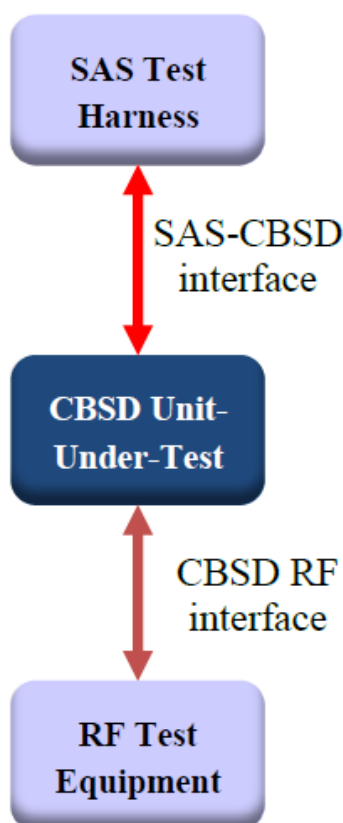 SAS Test
Harness
SAS-CBSD
interface
CBSD Unit-
Under-Test
CBSD RF
interface
RF Test
Equipment